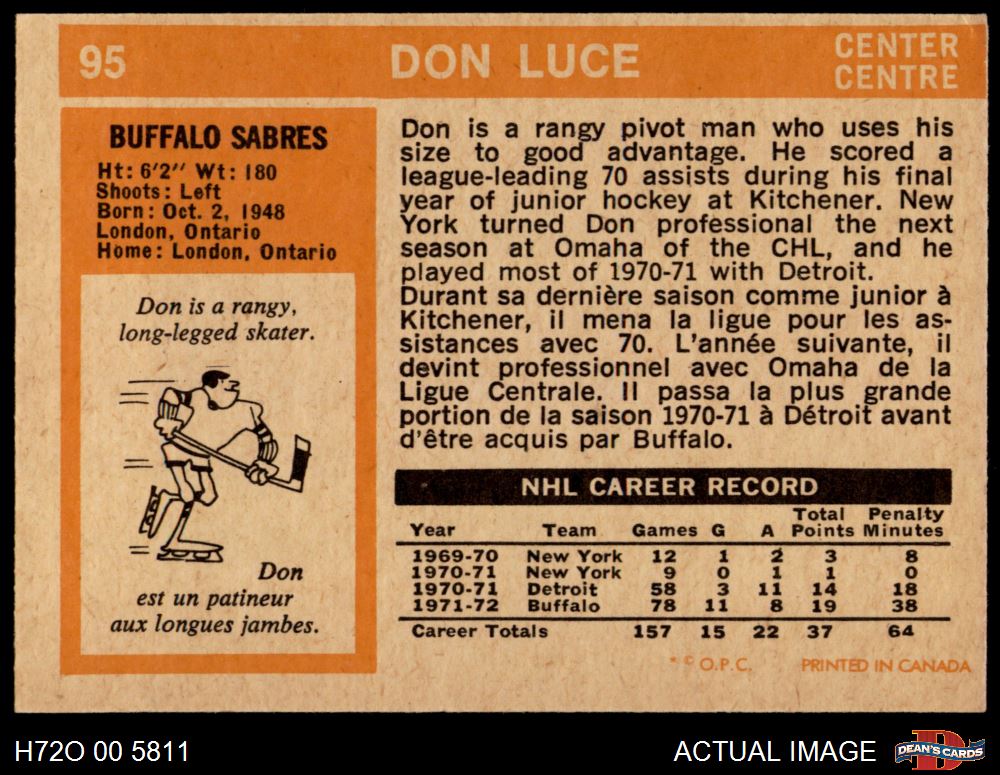 95
DON LUCE
CENTER
CENTRE
BUFFALO SABRES
Ht: 6'2" Wt: 180
Shoots: Left
Born: Oct. 2, 1948
London, Ontario
Home: London, Ontario
Don is a rangy,
long-legged skater.
Don
est un patineur
aux longues jambes.
Don is a rangy pivot man who uses his
size to good advantage. He scored a
league-leading 70 assists during his final
year of junior hockey at Kitchener. New
York turned Don professional the next
season at Omaha of the CHL, and he
played most of 1970-71 with Detroit.
Durant sa dernière saison comme junior à
Kitchener, il mena la ligue pour les as-
sistances avec 70. L'année suivante, il
devint professionnel avec Omaha de la
Ligue Centrale. Il passa la plus grande
portion de la saison 1970-71 à Détroit avant
d'être acquis par Buffalo.
NHL CAREER RECORD
Year Team Games G A Total Points Penalty Minutes
1969-70 New York 12 1 2 3 8
1970-71 New York 9 0 1 1 0
1970-71 Detroit 58 3 11 14 18
1971-72 Buffalo 78 11 8 19 38
Career Totals 157 15 22 37 64
* © O.P.C. PRINTED IN CANADA
H72O 00 5811
ACTUAL IMAGE
DEAN'S CARDS